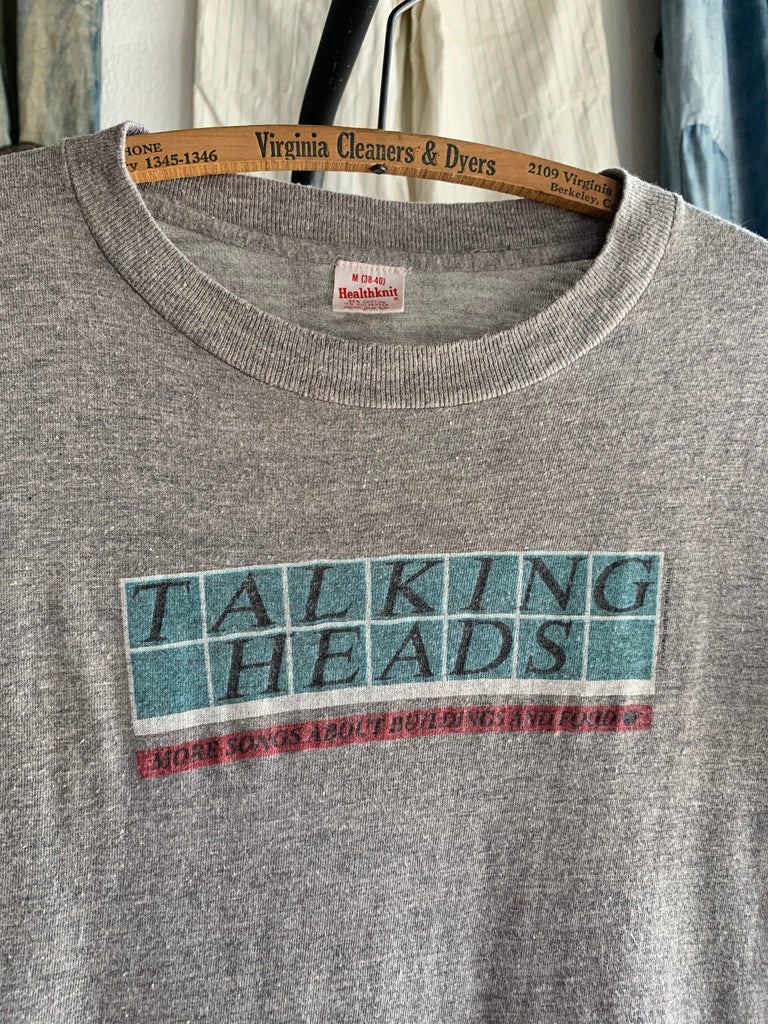 HONE
y 1345-1346
Virginia Cleaners & Dyers
2109 Virginia
Berkeley, Ca
M (38-40)
Healthknit
TALKING
HEADS
MORE SONGS ABOUT BUILDINGS AND FOOD